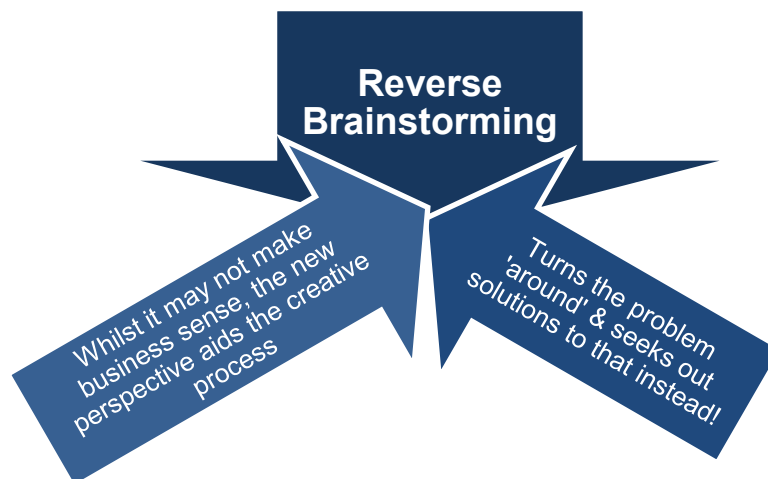 Reverse
Brainstorming
Whilst it may not make
business sense, the new
perspective aids the creative
process
Turns the problem
'around' & seeks out
solutions to that instead!